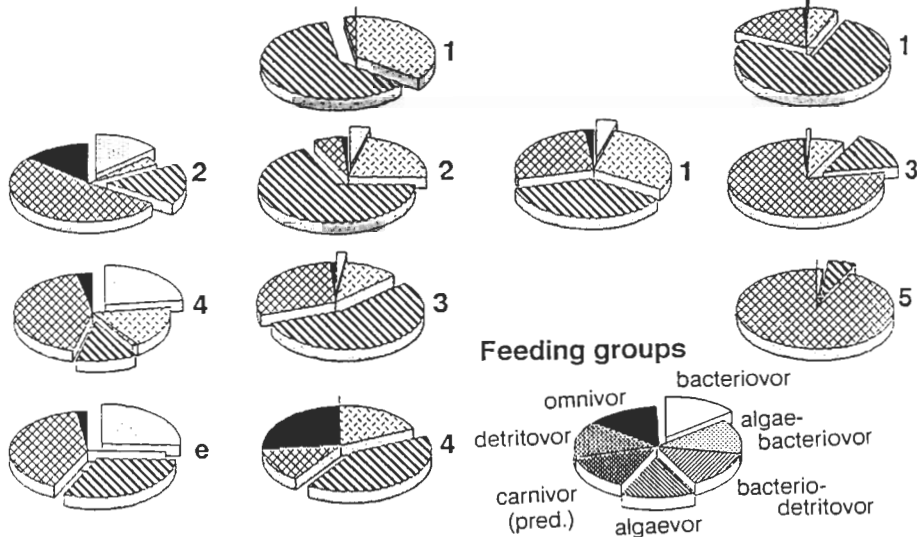 1
1
2
2
1
3
4
3
5
Feeding groups
bacteriovor
omnivor
algae-
bacteriovor
detritovor
e
4
carnivor
(pred.)
algaevor
bacterio-
detritovor